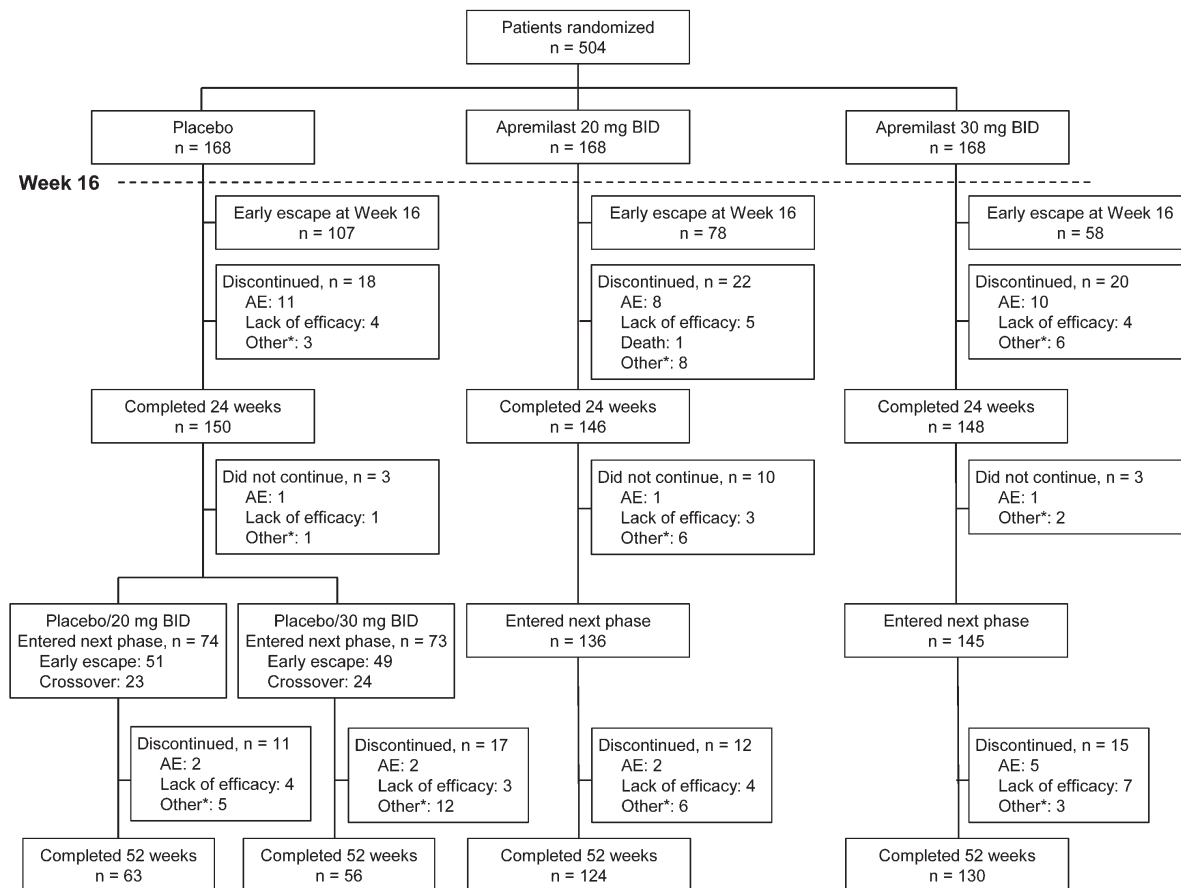 Patients randomized
n = 504
Placebo
n = 168
Apremilast 20 mg BID
n = 168
Apremilast 30 mg BID
n = 168
Week 16
Early escape at Week 16
n = 107
Early escape at Week 16
n = 78
Early escape at Week 16
n = 58
Discontinued, n = 18
AE: 11
Lack of efficacy: 4
Other*: 3
Discontinued, n = 22
AE: 8
Lack of efficacy: 5
Death: 1
Other*: 8
Discontinued, n = 20
AE: 10
Lack of efficacy: 4
Other*: 6
Completed 24 weeks
n = 150
Completed 24 weeks
n = 146
Completed 24 weeks
n = 148
Did not continue, n = 3
AE: 1
Lack of efficacy: 1
Other*: 1
Did not continue, n = 10
AE: 1
Lack of efficacy: 3
Other*: 6
Did not continue, n = 3
AE: 1
Other*: 2
Placebo/20 mg BID
Entered next phase, n = 74
Early escape: 51
Crossover: 23
Placebo/30 mg BID
Entered next phase, n = 73
Early escape: 49
Crossover: 24
Entered next phase
n = 136
Entered next phase
n = 145
Discontinued, n = 11
AE: 2
Lack of efficacy: 4
Other*: 5
Discontinued, n = 17
AE: 2
Lack of efficacy: 3
Other*: 12
Discontinued, n = 12
AE: 2
Lack of efficacy: 4
Other*: 6
Discontinued, n = 15
AE: 5
Lack of efficacy: 7
Other*: 3
Completed 52 weeks
n = 63
Completed 52 weeks
n = 56
Completed 52 weeks
n = 124
Completed 52 weeks
n = 130